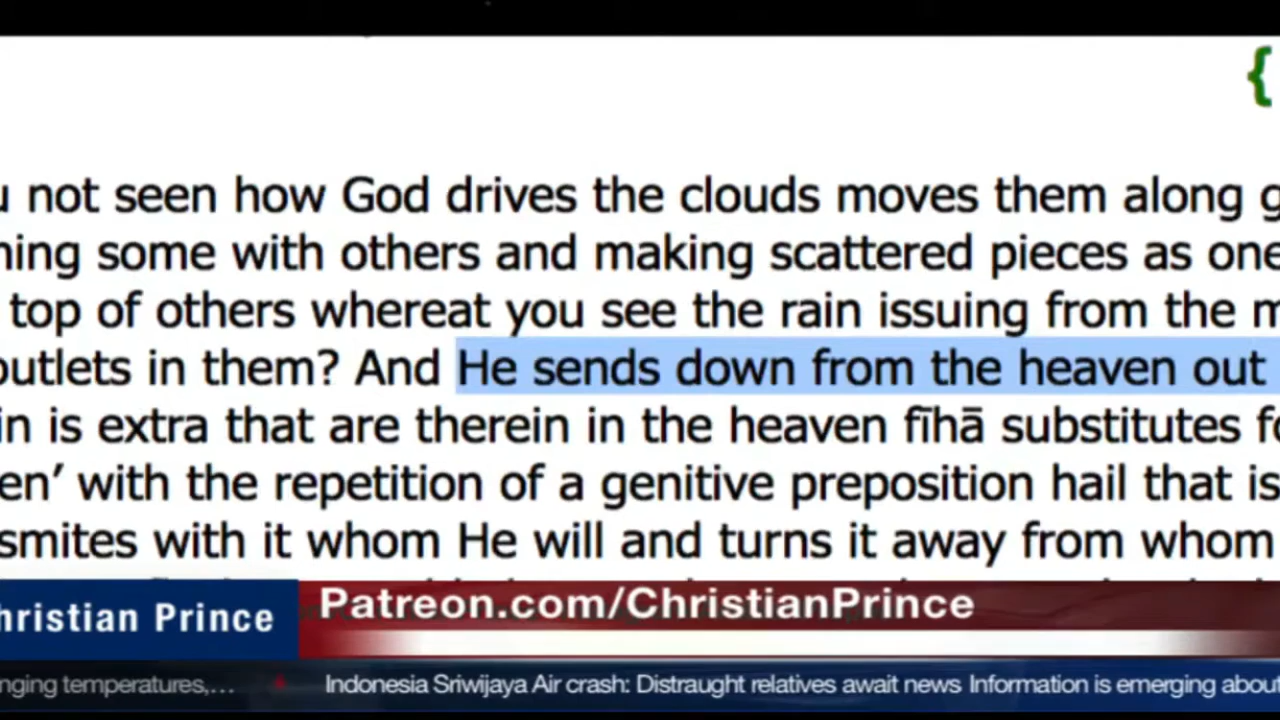 {
u not seen how God drives the clouds moves them along g
ning some with others and making scattered pieces as one
top of others whereat you see the rain issuing from the m
outlets in them? And He sends down from the heaven out
in is extra that are therein in the heaven fīhā substitutes fo
en’ with the repetition of a genitive preposition hail that is
smites with it whom He will and turns it away from whom
hristian Prince
Patreon.com/ChristianPrince
nging temperatures,…
Indonesia Sriwijaya Air crash: Distraught relatives await news Information is emerging about